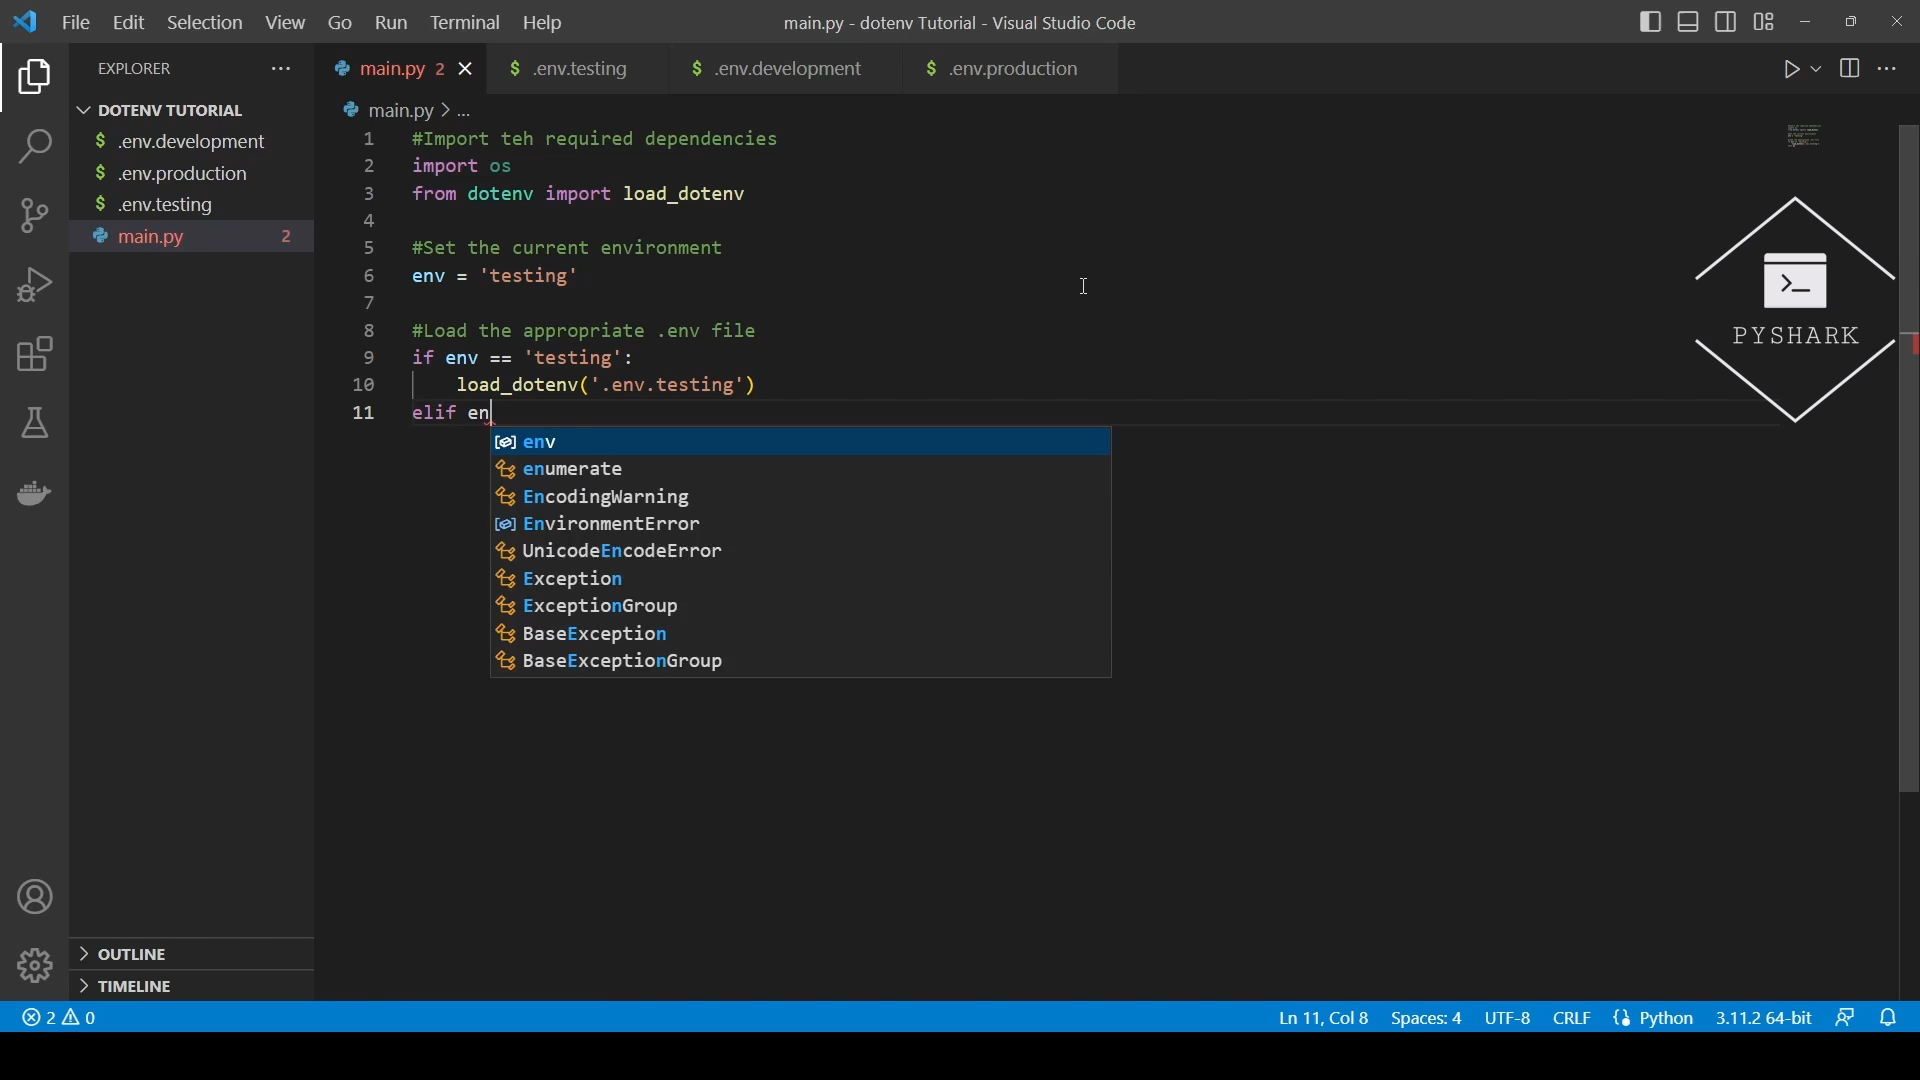 File Edit Selection View Go Run Terminal Help
main.py - dotenv Tutorial - Visual Studio Code
EXPLORER
main.py 2
$ .env.testing
$ .env.development
$ .env.production
DOTENV TUTORIAL
$ .env.development
$ .env.production
$ .env.testing
main.py 2
main.py > ...
1 #Import teh required dependencies
2 import os
3 from dotenv import load_dotenv
4
5 #Set the current environment
6 env = 'testing'
7
8 #Load the appropriate .env file
9 if env == 'testing':
10 load_dotenv('.env.testing')
11 elif en
env
enumerate
EncodingWarning
EnvironmentError
UnicodeEncodeError
Exception
ExceptionGroup
BaseException
BaseExceptionGroup
>_
PYSHARK
OUTLINE
TIMELINE
2 0
Ln 11, Col 8 Spaces: 4 UTF-8 CRLF Python 3.11.2 64-bit